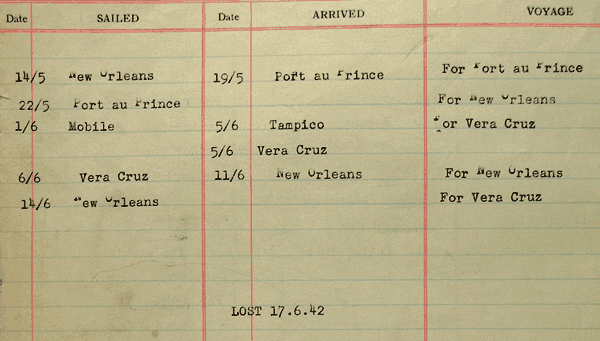 Date SAILED Date ARRIVED VOYAGE
14/5 New Orleans 19/5 Port au Prince For Port au Prince
22/5 Port au Prince For New Orleans
1/6 Mobile 5/6 Tampico For Vera Cruz
5/6 Vera Cruz
6/6 Vera Cruz 11/6 New Orleans For New Orleans
14/6 New Orleans For Vera Cruz
LOST 17.6.42